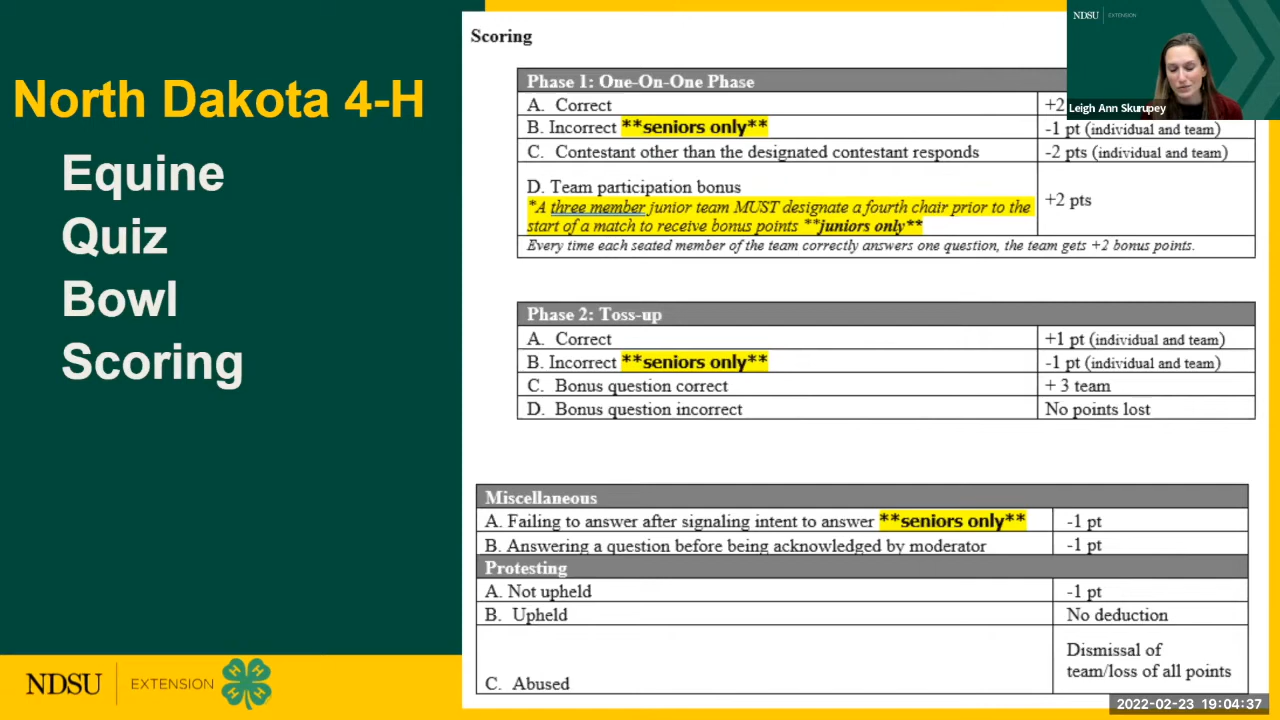 North Dakota 4-H
Equine
Quiz
Bowl
Scoring
NDSU EXTENSION
Scoring
Phase 1: One-On-One Phase
A. Correct +2
B. Incorrect **seniors only** -1 pt (individual and team)
C. Contestant other than the designated contestant responds -2 pts (individual and team)
D. Team participation bonus
*A three member junior team MUST designate a fourth chair prior to the
start of a match to receive bonus points **juniors only**
+2 pts
Every time each seated member of the team correctly answers one question, the team gets +2 bonus points.
Phase 2: Toss-up
A. Correct +1 pt (individual and team)
B. Incorrect **seniors only** -1 pt (individual and team)
C. Bonus question correct + 3 team
D. Bonus question incorrect No points lost
Miscellaneous
A. Failing to answer after signaling intent to answer **seniors only** -1 pt
B. Answering a question before being acknowledged by moderator -1 pt
Protesting
A. Not upheld -1 pt
B. Upheld No deduction
C. Abused
Dismissal of
team/loss of all points
NDSU EXTENSION
Leigh Ann Skurupey
2022-02-23 19:04:37